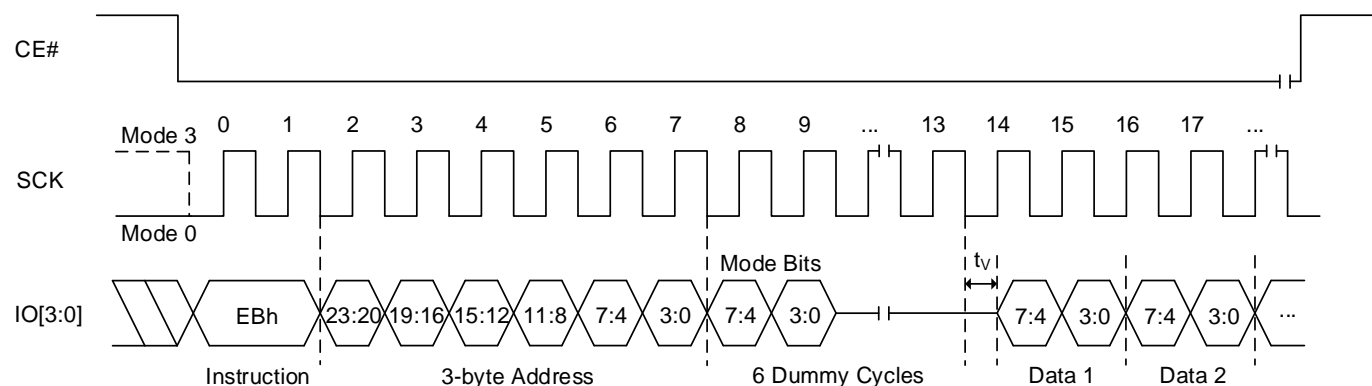 CE#
0 1 2 3 4 5 6 7 8 9 ... 13 14 15 16 17 ...
Mode 3
SCK
Mode 0
Mode Bits
tV
IO[3:0] EBh 23:20 19:16 15:12 11:8 7:4 3:0 7:4 3:0 7:4 3:0 7:4 3:0 ...
Instruction 3-byte Address 6 Dummy Cycles Data 1 Data 2